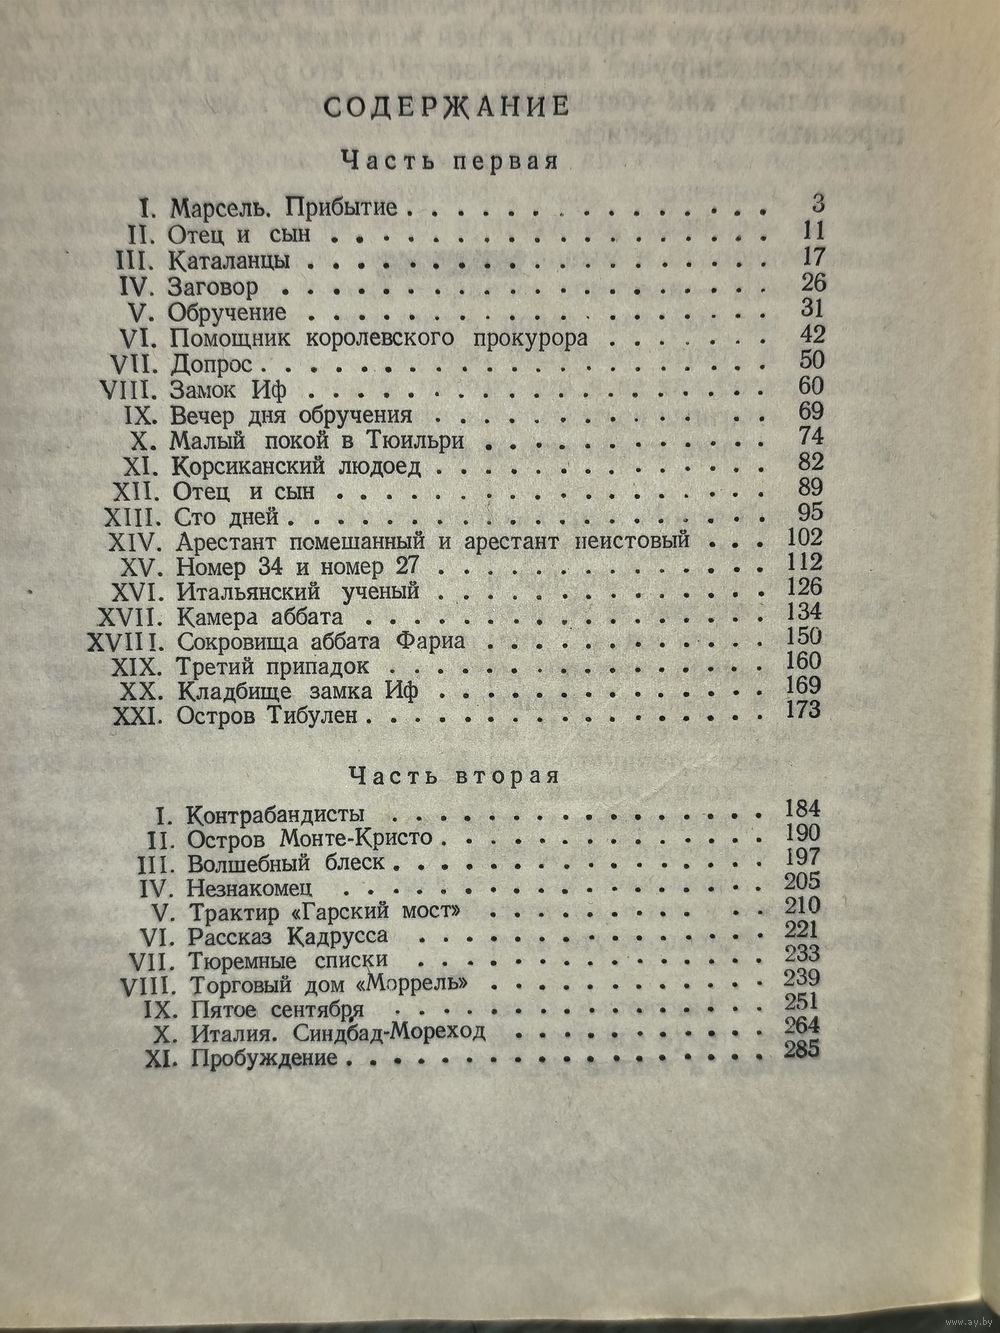 СОДЕРЖАНИЕ
Часть первая
I. Марсель. Прибытие . . . . . . . . . . . . . . . 3
II. Отец и сын . . . . . . . . . . . . . . . . . . 11
III. Каталанцы . . . . . . . . . . . . . . . . . . . 17
IV. Заговор . . . . . . . . . . . . . . . . . . . . 26
V. Обручение . . . . . . . . . . . . . . . . . . . 31
VI. Помощник королевского прокурора . . . . . . . 42
VII. Допрос . . . . . . . . . . . . . . . . . . . . . 50
VIII. Замок Иф . . . . . . . . . . . . . . . . . . . 60
IX. Вечер дня обручения . . . . . . . . . . . . . . 69
X. Малый покой в Тюильри . . . . . . . . . . . . 74
XI. Корсиканский людоед . . . . . . . . . . . . . . 82
XII. Отец и сын . . . . . . . . . . . . . . . . . . 89
XIII. Сто дней . . . . . . . . . . . . . . . . . . . . 95
XIV. Арестант помешанный и арестант неистовый . . . 102
XV. Номер 34 и номер 27 . . . . . . . . . . . . . . 112
XVI. Итальянский ученый . . . . . . . . . . . . . . 126
XVII. Камера аббата . . . . . . . . . . . . . . . . . 134
XVIII. Сокровища аббата Фариа . . . . . . . . . . . . 150
XIX. Третий припадок . . . . . . . . . . . . . . . . 160
XX. Кладбище замка Иф . . . . . . . . . . . . . . 169
XXI. Остров Тибулен . . . . . . . . . . . . . . . . . 173
Часть вторая
I. Контрабандисты . . . . . . . . . . . . . . . . 184
II. Остров Монте-Кристо . . . . . . . . . . . . . . 190
III. Волшебный блеск . . . . . . . . . . . . . . . . 197
IV. Незнакомец . . . . . . . . . . . . . . . . . . 205
V. Трактир «Гарский мост» . . . . . . . . . . . 210
VI. Рассказ Кадрусса . . . . . . . . . . . . . . . 221
VII. Тюремные списки . . . . . . . . . . . . . . . 233
VIII. Торговый дом «Моррель» . . . . . . . . . . . . 239
IX. Пятое сентября . . . . . . . . . . . . . . . . 251
X. Италия. Синдбад-Мореход . . . . . . . . . . . 264
XI. Пробуждение . . . . . . . . . . . . . . . . . . 285
www.ay.by